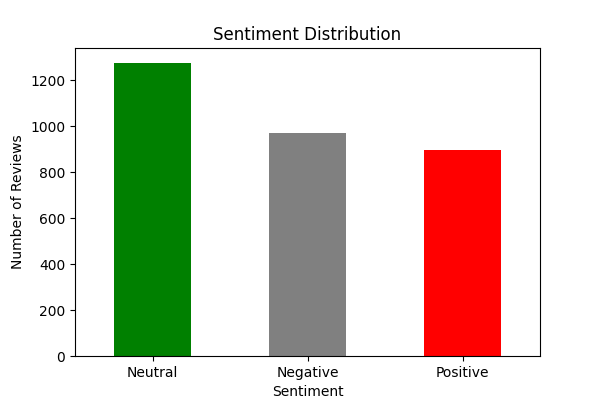 Sentiment Distribution
Number of Reviews
1200
1000
800
600
400
200
0
Neutral Negative Positive
Sentiment